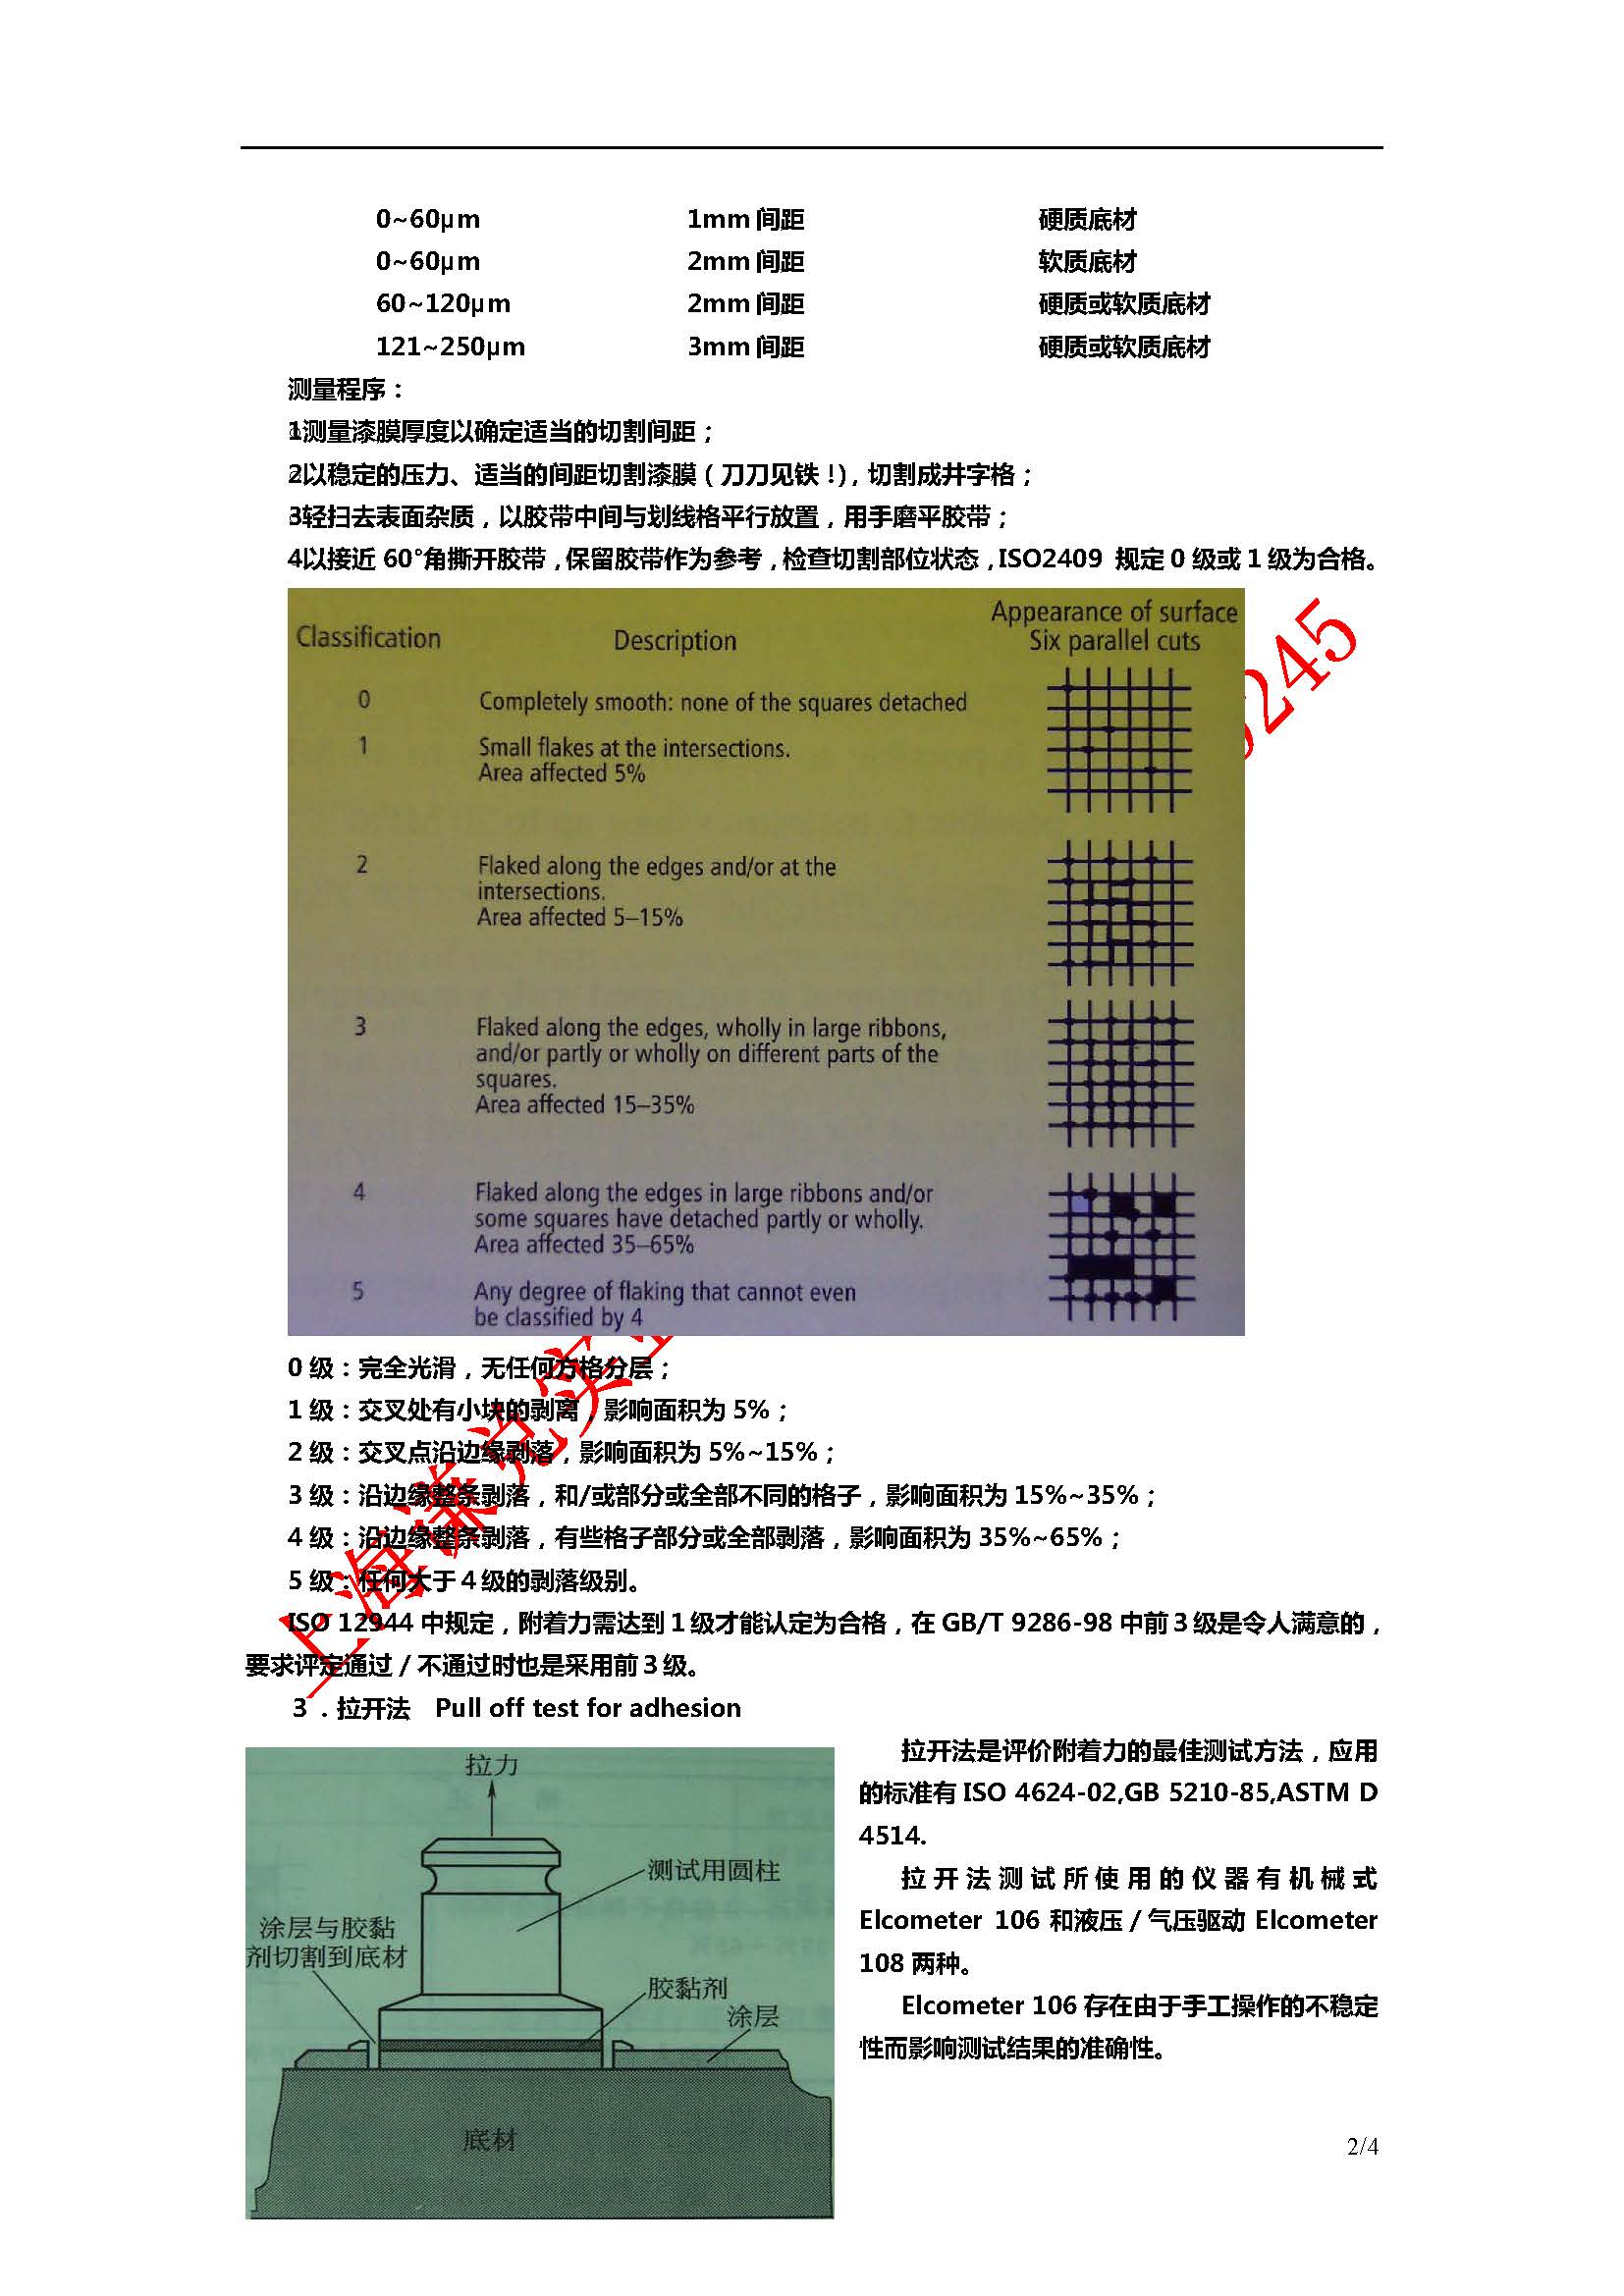 0~60μm 1mm 间距 硬质底材
0~60μm 2mm 间距 软质底材
60~120μm 2mm 间距 硬质或软质底材
121~250μm 3mm 间距 硬质或软质底材
测量程序：
1测量漆膜厚度以确定适当的切割间距；
2以稳定的压力、适当的间距切割漆膜（刀刀见铁！），切割成井字格；
3轻扫去表面杂质，以胶带中间与划线格平行放置，用手磨平胶带；
4以接近 60°角撕开胶带，保留胶带作为参考，检查切割部位状态，ISO2409 规定 0 级或 1 级为合格。
Classification Description Appearance of surface
Six parallel cuts
0 Completely smooth: none of the squares detached
1 Small flakes at the intersections.
Area affected 5%
2 Flaked along the edges and/or at the
intersections.
Area affected 5–15%
3 Flaked along the edges, wholly in large ribbons,
and/or partly or wholly on different parts of the
squares.
Area affected 15–35%
4 Flaked along the edges in large ribbons and/or
some squares have detached partly or wholly.
Area affected 35–65%
5 Any degree of flaking that cannot even
be classified by 4
245
上海谦兑实
0 级：完全光滑，无任何方格分层；
1 级：交叉处有小块的剥离，影响面积为 5%；
2 级：交叉点沿边缘剥落，影响面积为 5%~15%；
3 级：沿边缘整条剥落，和/或部分或全部不同的格子，影响面积为 15%~35%；
4 级：沿边缘整条剥落，有些格子部分或全部剥落，影响面积为 35%~65%；
5 级：任何大于 4 级的剥落级别。
ISO 12944 中规定，附着力需达到 1 级才能认定为合格，在 GB/T 9286-98 中前 3 级是令人满意的，
要求评定通过 / 不通过时也是采用前 3 级。
3 ．拉开法 Pull off test for adhesion
拉力
测试用圆柱
涂层与胶黏
剂切割到底材
胶黏剂
涂层
底材
拉开法是评价附着力的最佳测试方法，应用
的标准有 ISO 4624-02,GB 5210-85,ASTM D
4514.
拉开法测试所使用的仪器有机械式
Elcometer 106 和液压 / 气压驱动 Elcometer
108 两种。
Elcometer 106 存在由于手工操作的不稳定
性而影响测试结果的准确性。
2/4